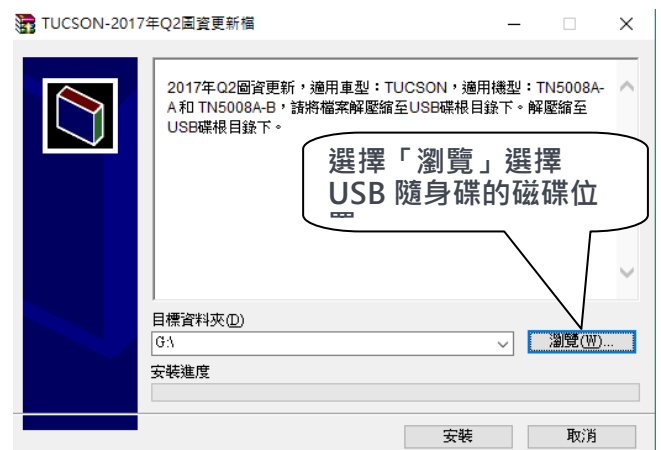 TUCSON-2017年Q2圖資更新檔
2017年Q2圖資更新，適用車型：TUCSON，適用機型：TN5008A-
A和 TN5008A-B，請將檔案解壓縮至USB碟根目錄下。解壓縮至
USB碟根目錄下。
選擇「瀏覽」選擇
USB 隨身碟的磁碟位
目標資料夾(D)
G:\
瀏覽(W)...
安裝進度
安裝
取消